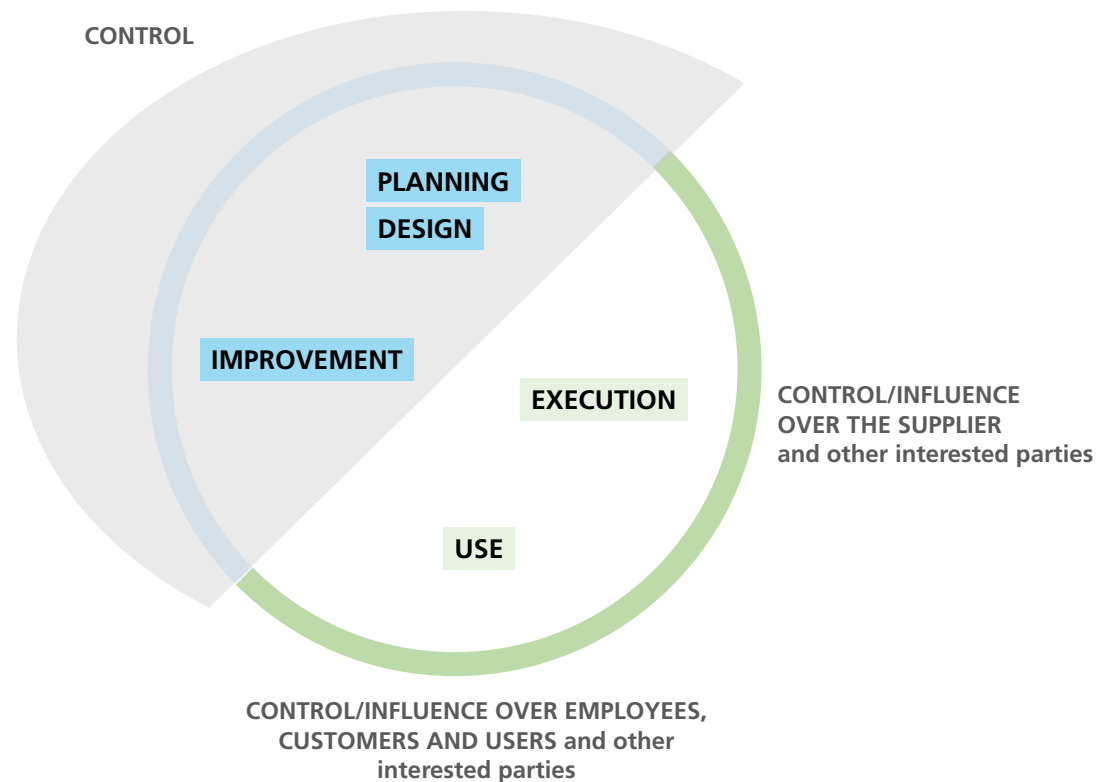 CONTROL
PLANNING
DESIGN
IMPROVEMENT
EXECUTION
CONTROL/INFLUENCE
OVER THE SUPPLIER
and other interested parties
USE
CONTROL/INFLUENCE OVER EMPLOYEES,
CUSTOMERS AND USERS and other
interested parties